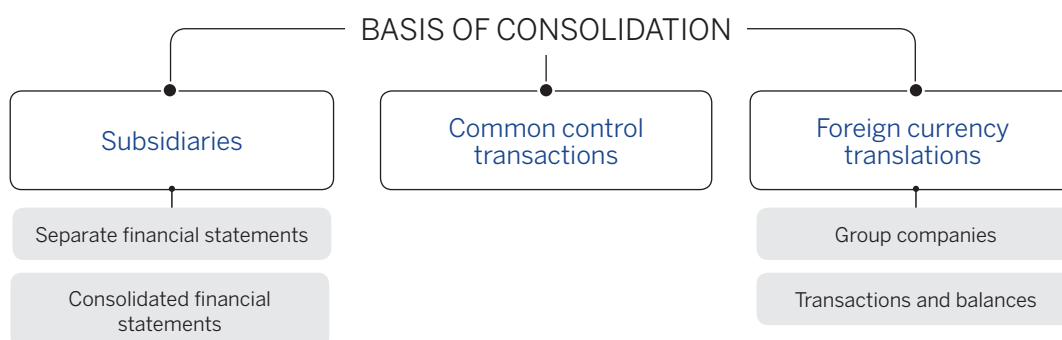 BASIS OF CONSOLIDATION
Subsidiaries
Common control
transactions
Foreign currency
translations
Separate financial statements
Group companies
Consolidated financial
statements
Transactions and balances